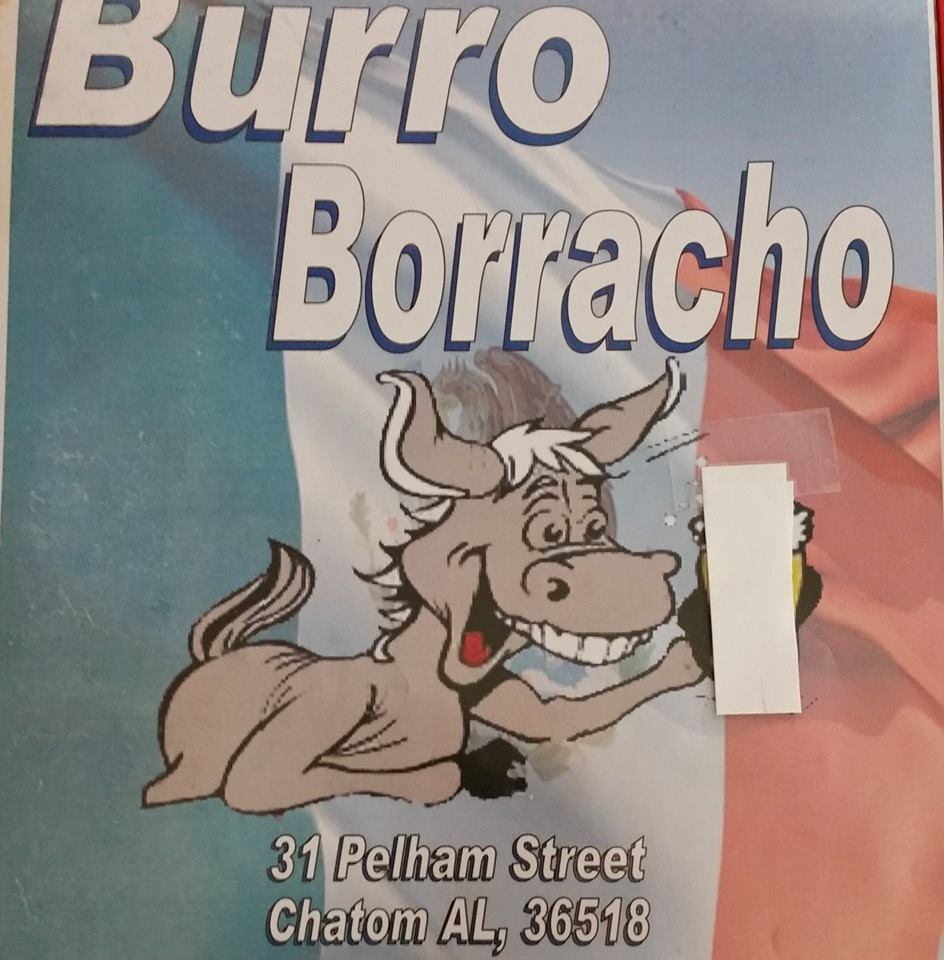 Burro
Borracho
31 Pelham Street
Chatom AL, 36518